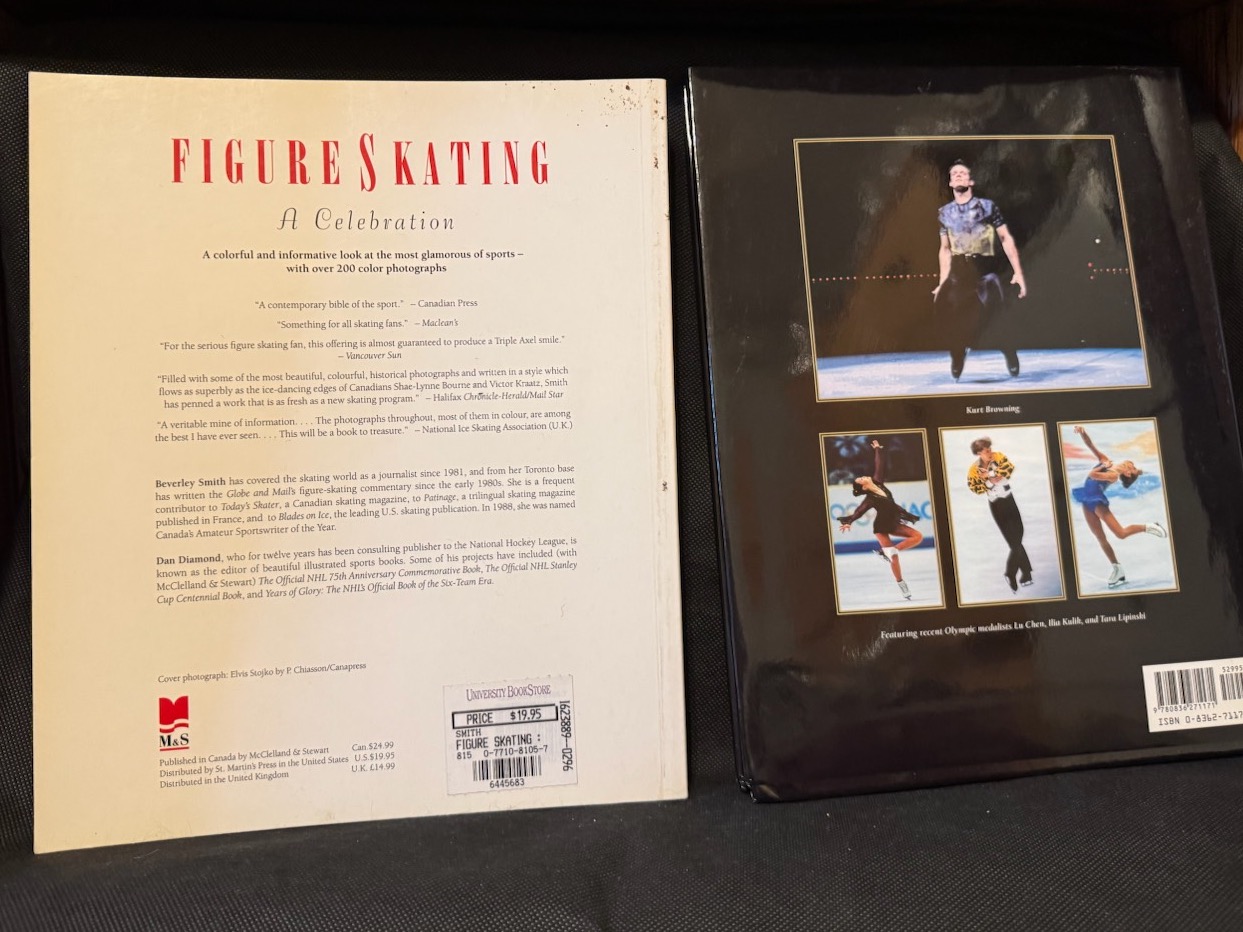 FIGURE SKATING
A Celebration
A colorful and informative look at the most glamorous of sports –
with over 200 color photographs
"A contemporary bible of the sport." – Canadian Press
"Something for all skating fans." – Maclean's
"For the serious figure skating fan, this offering is almost guaranteed to produce a Triple Axel smile."
– Vancouver Sun
"Filled with some of the most beautiful, colourful, historical photographs and written in a style which
flows as superbly as the ice-dancing edges of Canadians Shae-Lynne Bourne and Victor Kraatz, Smith
has penned a work that is as fresh as a new skating program." – Halifax Chronicle-Herald/Mail Star
"A veritable mine of information. . . . The photographs throughout, most of them in colour, are among
the best I have ever seen. . . . This will be a book to treasure." – National Ice Skating Association (U.K.)
Beverley Smith has covered the skating world as a journalist since 1981, and from her Toronto base
has written the Globe and Mail's figure-skating commentary since the early 1980s. She is a frequent
contributor to Today's Skater, a Canadian skating magazine, to Patinage, a trilingual skating magazine
published in France, and to Blades on Ice, the leading U.S. skating publication. In 1988, she was named
Canada's Amateur Sportswriter of the Year.
Dan Diamond, who for twelve years has been consulting publisher to the National Hockey League, is
known as the editor of beautiful illustrated sports books. Some of his projects have included (with
McClelland & Stewart) The Official NHL 75th Anniversary Commemorative Book, The Official NHL Stanley
Cup Centennial Book, and Years of Glory: The NHL's Official Book of the Six-Team Era.
Cover photograph: Elvis Stojko by P. Chiasson/Canapress
M&S
Published in Canada by McClelland & Stewart Can.$24.99
Distributed by St. Martin's Press in the United States U.S.$19.95
Distributed in the United Kingdom U.K. £14.99
UNIVERSITY BOOKSTORE
PRICE $19.95
SMITH
FIGURE SKATING :
815 0-7710-8105-7
6445683
1623889-0296
Kurt Browning
Featuring recent Olympic medalists Lu Chen, Ilia Kulik, and Tara Lipinski
52995
9 780836 271171
ISBN 0-8362-7117